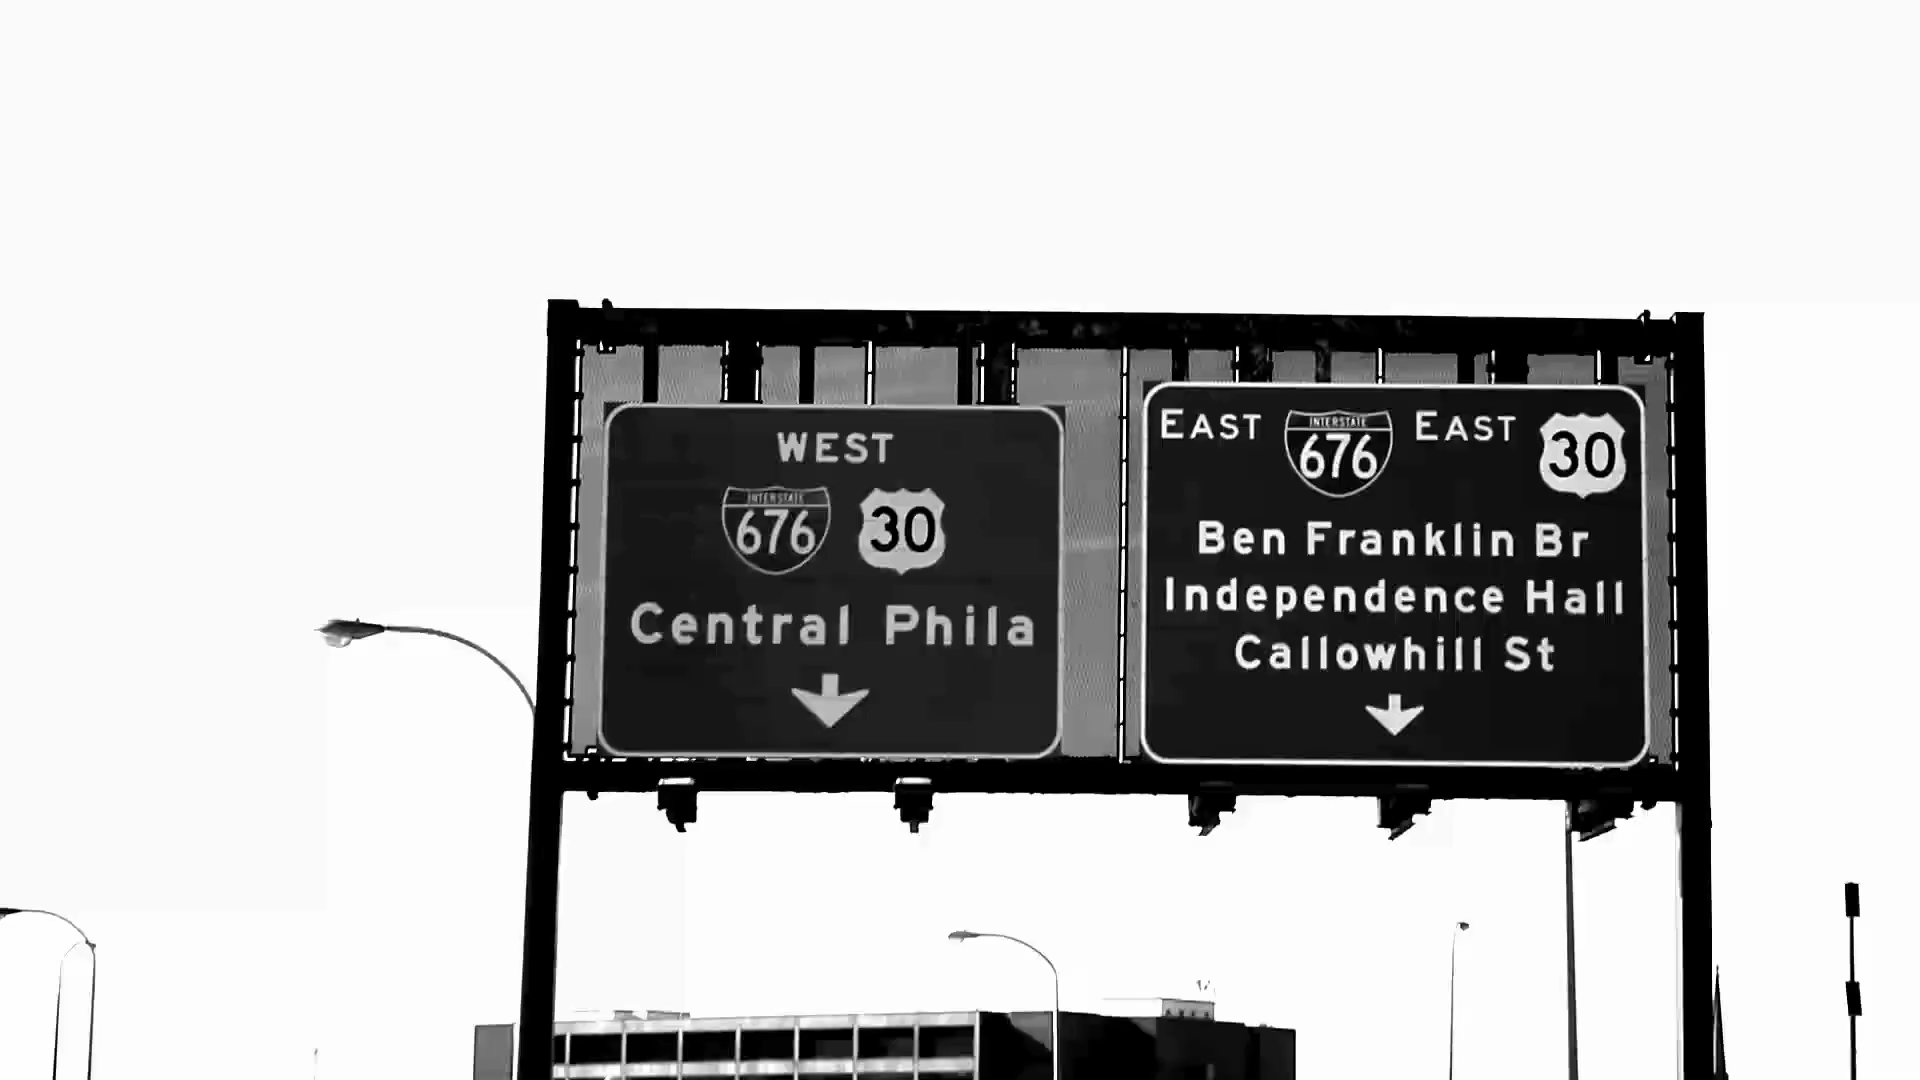 WEST
INTERSTATE
676
30
Central Phila
EAST INTERSTATE 676 EAST 30
Ben Franklin Br
Independence Hall
Callowhill St